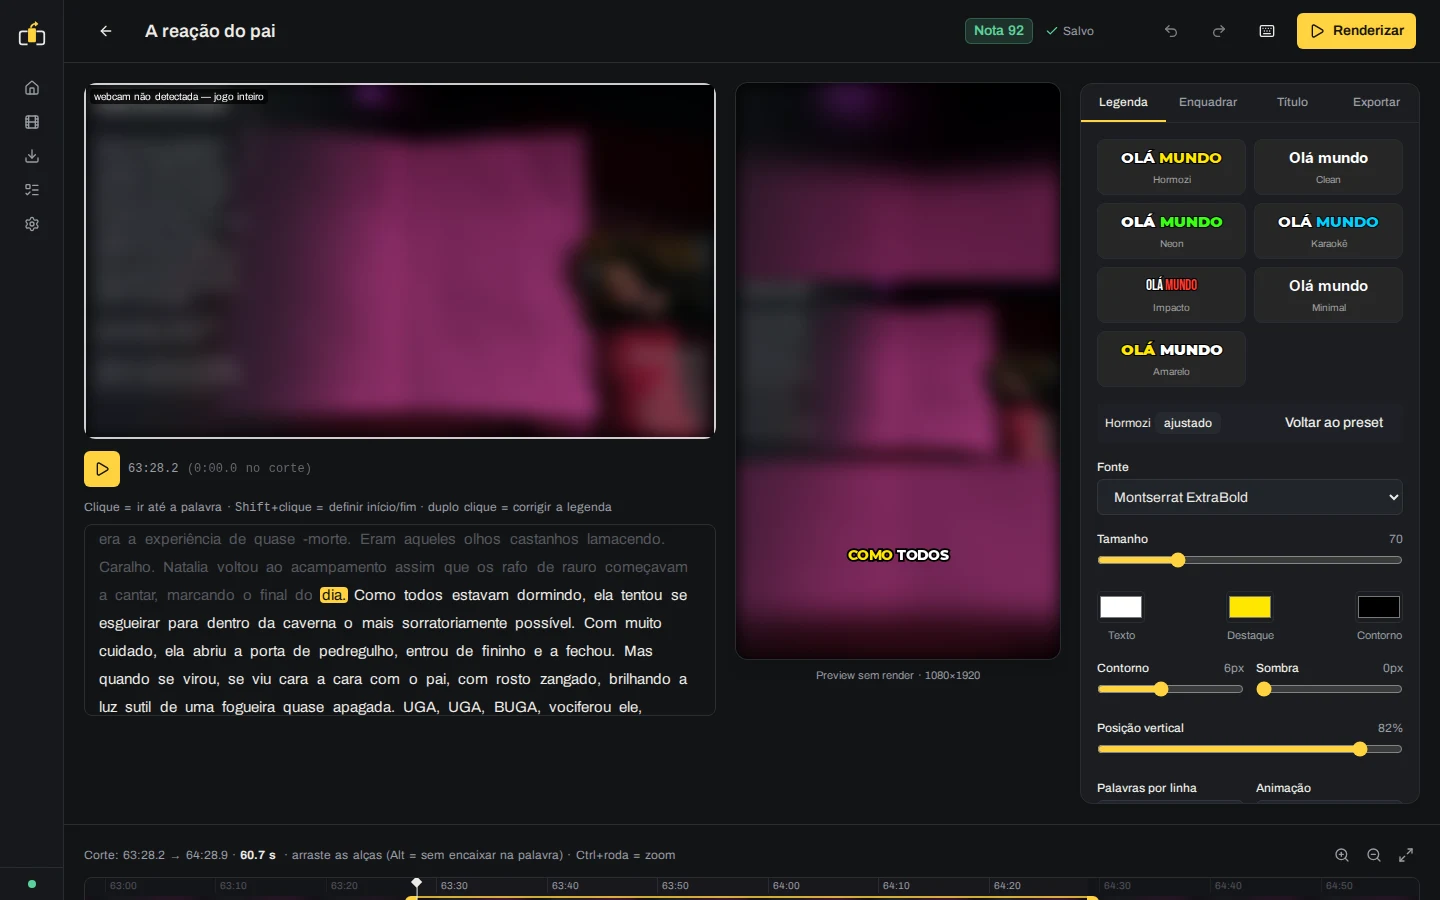 A reação do pai
Nota 92
Salvo
Renderizar
webcam não detectada — jogo inteiro
63:28.2 (0:00.0 no corte)
Clique = ir até a palavra · Shift+clique = definir início/fim · duplo clique = corrigir a legenda
era a experiência de quase -morte. Eram aqueles olhos castanhos lamacendo.
Caralho. Natalia voltou ao acampamento assim que os rafo de rauro começavam
a cantar, marcando o final do dia. Como todos estavam dormindo, ela tentou se
esgueirar para dentro da caverna o mais sorratoriamente possível. Com muito
cuidado, ela abriu a porta de pedregulho, entrou de fininho e a fechou. Mas
quando se virou, se viu cara a cara com o pai, com rosto zangado, brilhando a
luz sutil de uma fogueira quase apagada. UGA, UGA, BUGA, vociferou ele,
COMO TODOS
Preview sem render · 1080×1920
Legenda
Enquadrar
Título
Exportar
OLÁ MUNDO
Hormozi
Olá mundo
Clean
OLÁ MUNDO
Neon
OLÁ MUNDO
Karaokê
OLÁ MUNDO
Impacto
Olá mundo
Minimal
OLÁ MUNDO
Amarelo
Hormozi ajustado
Voltar ao preset
Fonte
Montserrat ExtraBold
Tamanho 70
Texto
Destaque
Contorno
Contorno 6px
Sombra 0px
Posição vertical 82%
Palavras por linha
Animação
Corte: 63:28.2 → 64:28.9 · 60.7 s · arraste as alças (Alt = sem encaixar na palavra) · Ctrl+roda = zoom
63:00 63:10 63:20 63:30 63:40 63:50 64:00 64:10 64:20 64:30 64:40 64:50